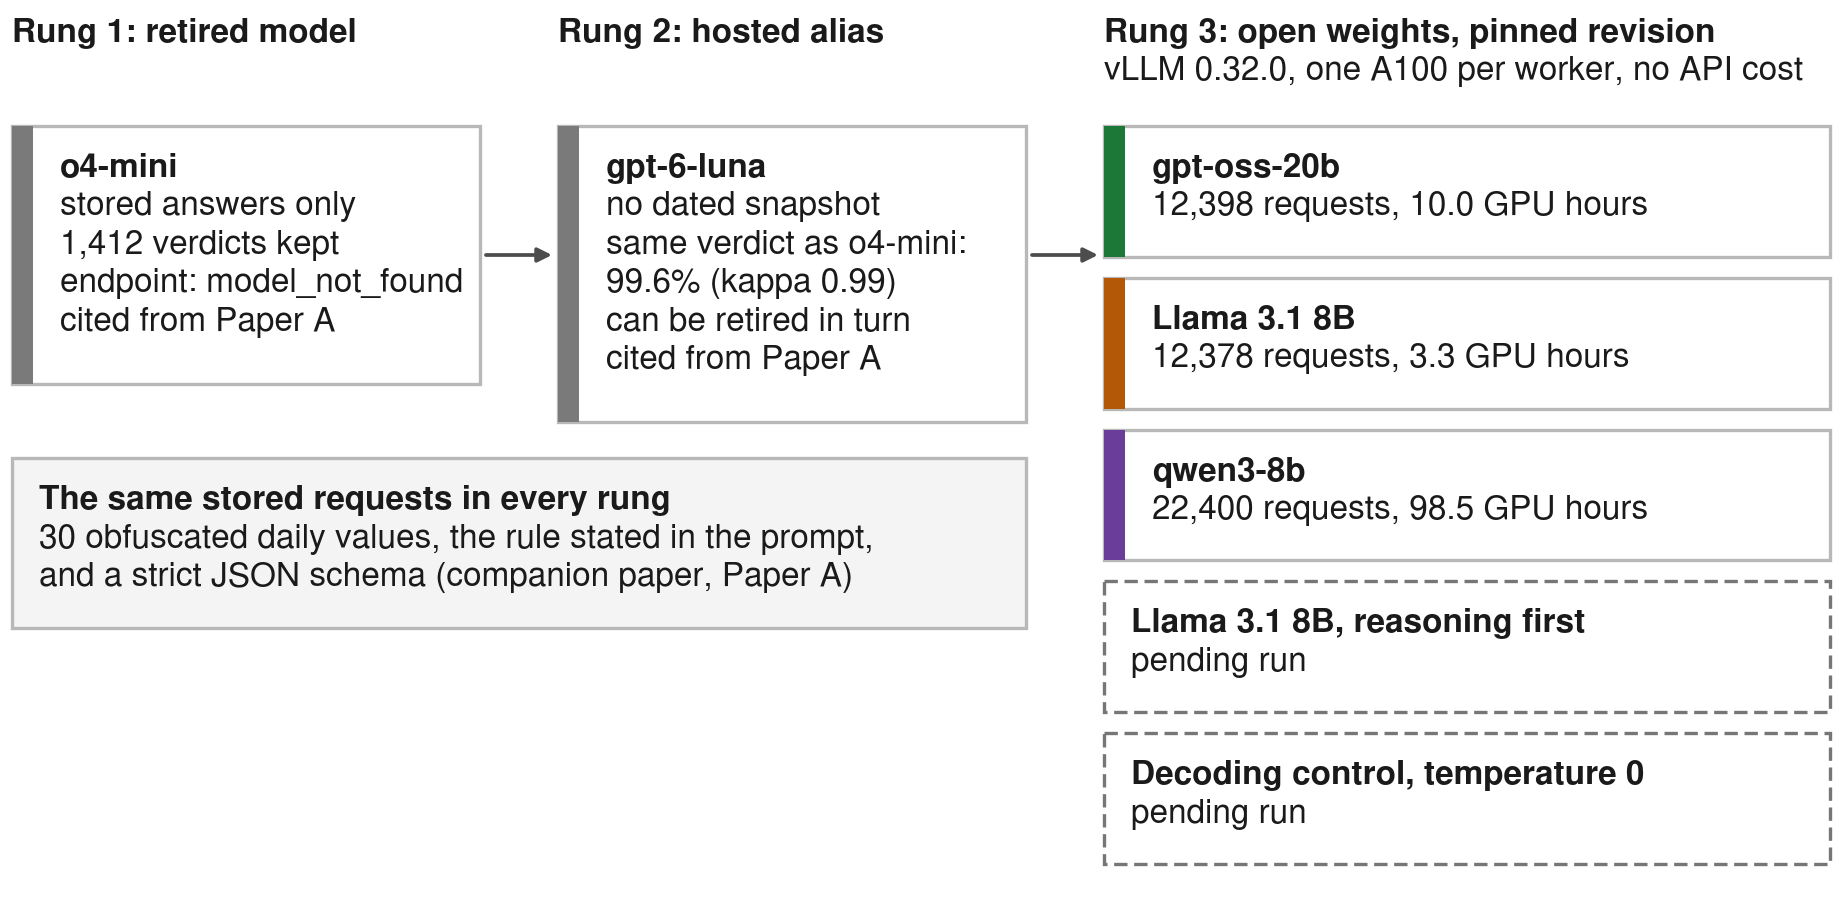 Rung 1: retired model
o4-mini
stored answers only
1,412 verdicts kept
endpoint: model_not_found
cited from Paper A
Rung 2: hosted alias
gpt-6-luna
no dated snapshot
same verdict as o4-mini:
99.6% (kappa 0.99)
can be retired in turn
cited from Paper A
The same stored requests in every rung
30 obfuscated daily values, the rule stated in the prompt,
and a strict JSON schema (companion paper, Paper A)
Rung 3: open weights, pinned revision
vLLM 0.32.0, one A100 per worker, no API cost
gpt-oss-20b
12,398 requests, 10.0 GPU hours
Llama 3.1 8B
12,378 requests, 3.3 GPU hours
qwen3-8b
22,400 requests, 98.5 GPU hours
Llama 3.1 8B, reasoning first
pending run
Decoding control, temperature 0
pending run